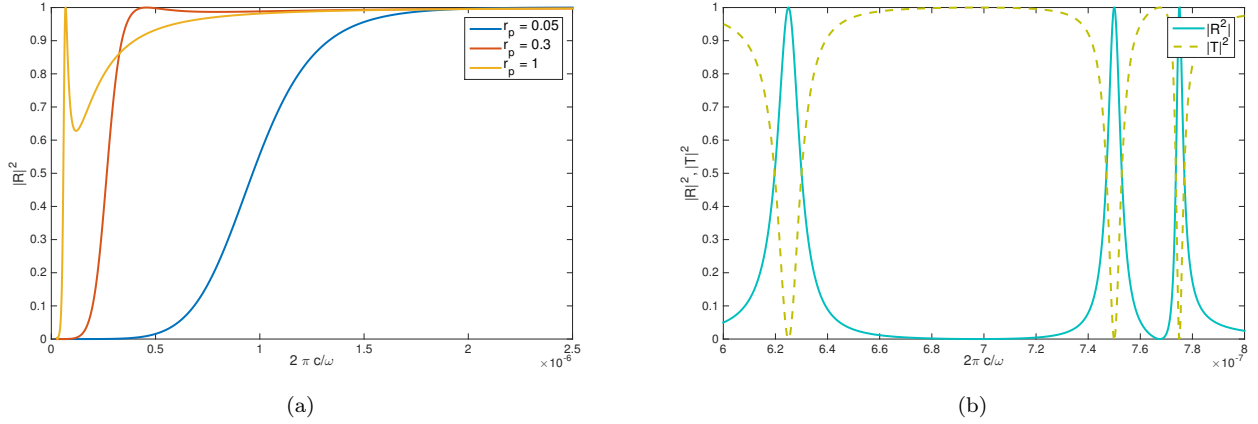 1
0.9
0.8
0.7
0.6
0.5
0.4
0.3
0.2
0.1
0
|R|²
r_p = 0.05
r_p = 0.3
r_p = 1
0 0.5 1 1.5 2 2.5
2 π c/ω
×10⁻⁶
(a)
1
0.9
0.8
0.7
0.6
0.5
0.4
0.3
0.2
0.1
0
|R|², |T|²
|R²|
|T|²
6 6.2 6.4 6.6 6.8 7 7.2 7.4 7.6 7.8 8
2π c/ω
×10⁻⁷
(b)